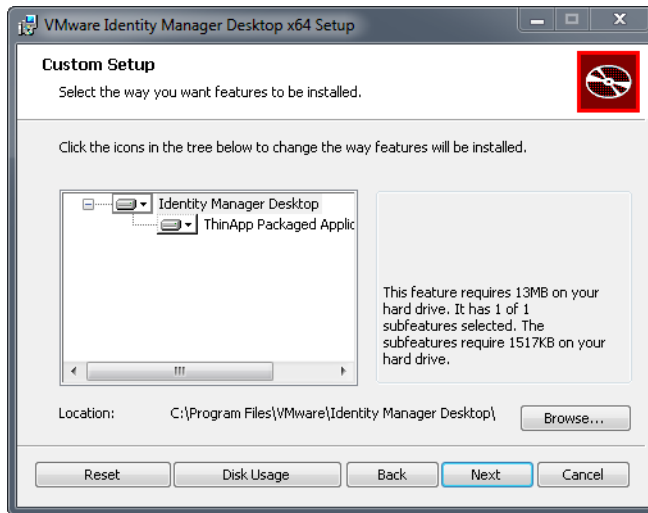 VMware Identity Manager Desktop x64 Setup
Custom Setup
Select the way you want features to be installed.
Click the icons in the tree below to change the way features will be installed.
Identity Manager Desktop
ThinApp Packaged Applic
This feature requires 13MB on your
hard drive. It has 1 of 1
subfeatures selected. The
subfeatures require 1517KB on your
hard drive.
Location: C:\Program Files\VMware\Identity Manager Desktop\ Browse...
Reset Disk Usage Back Next Cancel